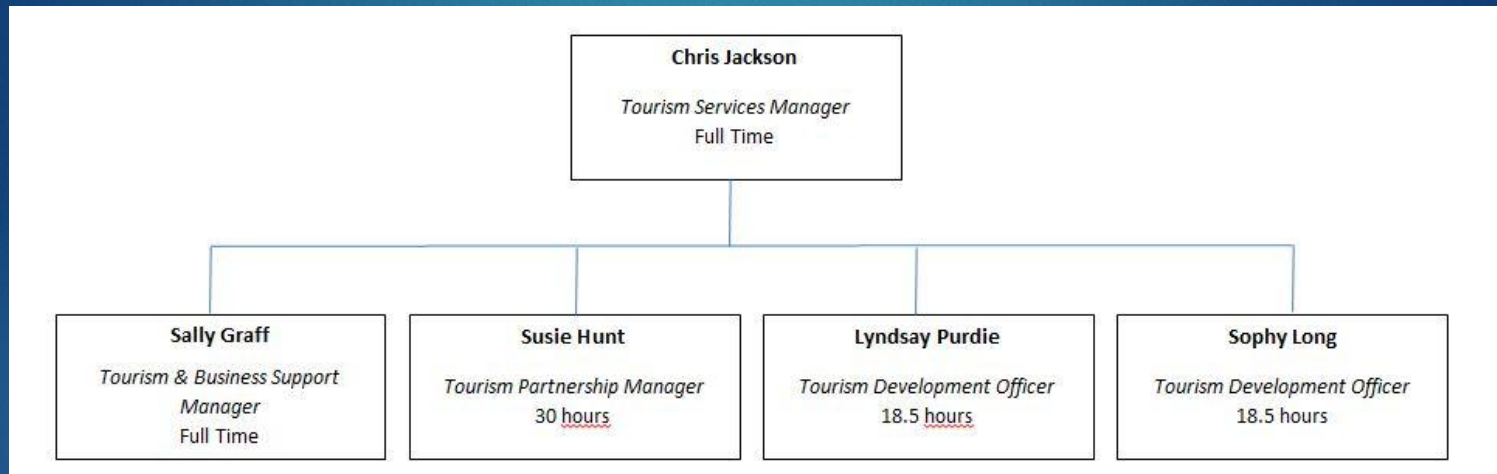 Chris Jackson
Tourism Services Manager
Full Time
Sally Graff
Tourism & Business Support
Manager
Full Time
Susie Hunt
Tourism Partnership Manager
30 hours
Lyndsay Purdie
Tourism Development Officer
18.5 hours
Sophy Long
Tourism Development Officer
18.5 hours